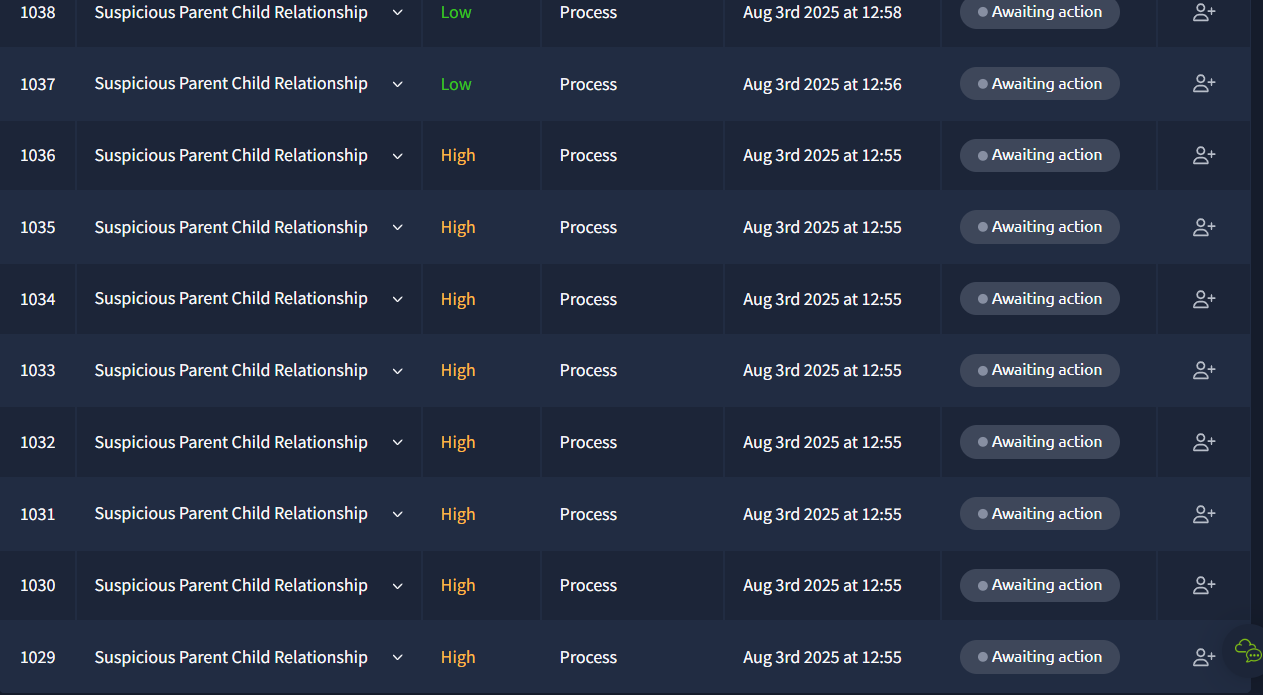 1038 Suspicious Parent Child Relationship Low Process Aug 3rd 2025 at 12:58 Awaiting action
1037 Suspicious Parent Child Relationship Low Process Aug 3rd 2025 at 12:56 Awaiting action
1036 Suspicious Parent Child Relationship High Process Aug 3rd 2025 at 12:55 Awaiting action
1035 Suspicious Parent Child Relationship High Process Aug 3rd 2025 at 12:55 Awaiting action
1034 Suspicious Parent Child Relationship High Process Aug 3rd 2025 at 12:55 Awaiting action
1033 Suspicious Parent Child Relationship High Process Aug 3rd 2025 at 12:55 Awaiting action
1032 Suspicious Parent Child Relationship High Process Aug 3rd 2025 at 12:55 Awaiting action
1031 Suspicious Parent Child Relationship High Process Aug 3rd 2025 at 12:55 Awaiting action
1030 Suspicious Parent Child Relationship High Process Aug 3rd 2025 at 12:55 Awaiting action
1029 Suspicious Parent Child Relationship High Process Aug 3rd 2025 at 12:55 Awaiting action